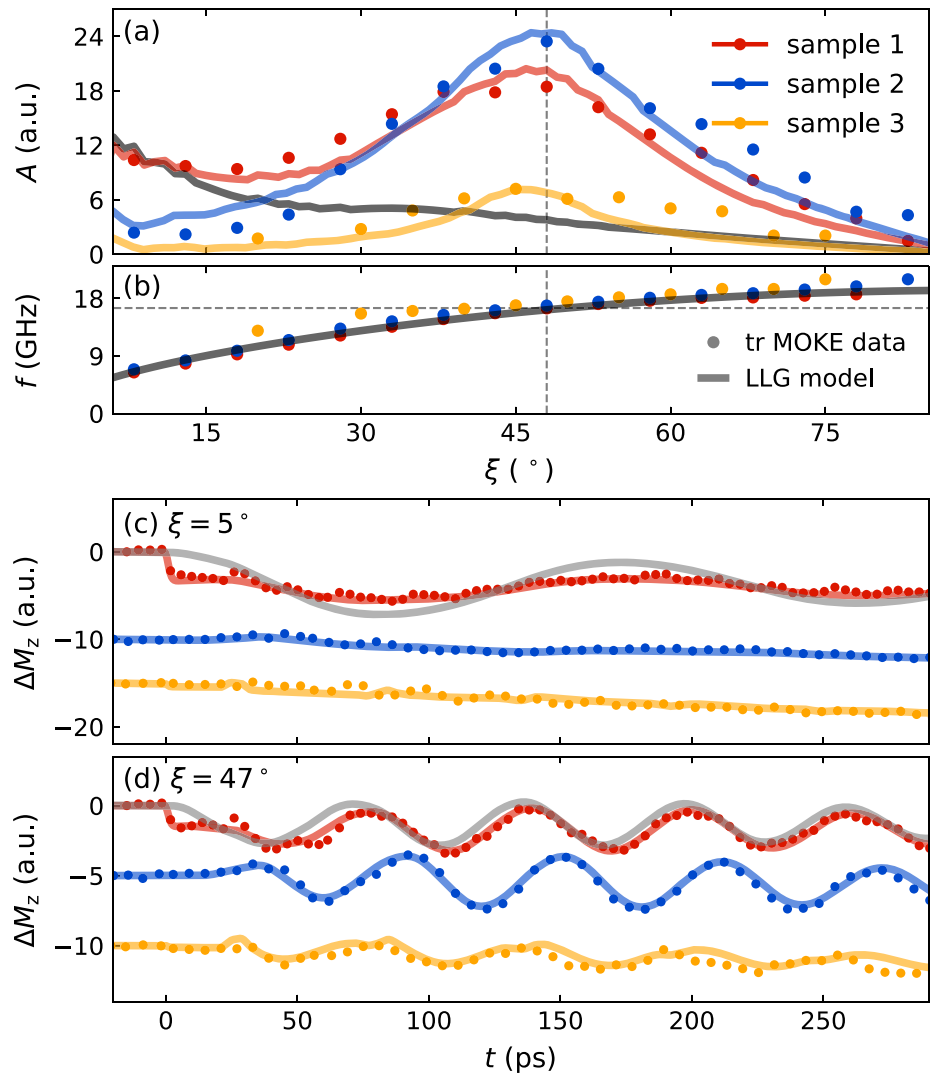 (a)
sample 1
sample 2
sample 3
24
18
12
6
0
A (a.u.)
(b)
18
9
0
f (GHz)
tr MOKE data
LLG model
15 30 45 60 75
ξ (°)
(c) ξ = 5°
0
−10
−20
ΔMz (a.u.)
(d) ξ = 47°
0
−5
−10
ΔMz (a.u.)
0 50 100 150 200 250
t (ps)